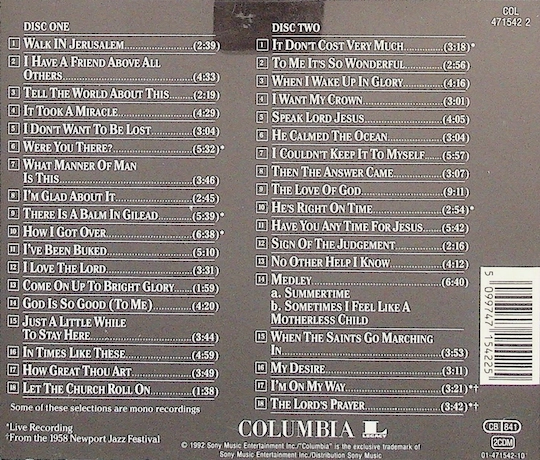 COL
471542 2
DISC ONE
1 WALK IN JERUSALEM..................(2:39)
2 I HAVE A FRIEND ABOVE ALL
OTHERS..................(4:33)
3 TELL THE WORLD ABOUT THIS......(2:19)
4 IT TOOK A MIRACLE..................(4:29)
5 I DON'T WANT TO BE LOST..........(3:04)
6 WERE YOU THERE?..................(5:32)*
7 WHAT MANNER OF MAN
IS THIS..................(3:46)
8 I'M GLAD ABOUT IT..................(2:45)
9 THERE IS A BALM IN GILEAD........(5:39)*
10 HOW I GOT OVER..................(6:38)*
11 I'VE BEEN BUKED..................(5:10)
12 I LOVE THE LORD..................(3:31)
13 COME ON UP TO BRIGHT GLORY.....(1:59)
14 GOD IS SO GOOD (TO ME)..........(4:20)
15 JUST A LITTLE WHILE
TO STAY HERE..................(3:44)
16 IN TIMES LIKE THESE..................(4:59)
17 HOW GREAT THOU ART..............(3:49)
18 LET THE CHURCH ROLL ON..........(1:38)
Some of these selections are mono recordings
*Live Recording
†From the 1958 Newport Jazz Festival
DISC TWO
1 IT DON'T COST VERY MUCH..........(3:18)*
2 TO ME IT'S SO WONDERFUL..........(2:56)
3 WHEN I WAKE UP IN GLORY..........(4:16)
4 I WANT MY CROWN..................(3:01)
5 SPEAK LORD JESUS..................(4:05)
6 HE CALMED THE OCEAN..............(3:04)
7 I COULDN'T KEEP IT TO MYSELF.....(5:57)
8 THEN THE ANSWER CAME............(3:07)
9 THE LOVE OF GOD..................(9:11)
10 HE'S RIGHT ON TIME..................(2:54)*
11 HAVE YOU ANY TIME FOR JESUS.....(5:42)
12 SIGN OF THE JUDGEMENT............(2:16)
13 NO OTHER HELP I KNOW............(4:12)
14 MEDLEY..................(6:40)
a. SUMMERTIME
b. SOMETIMES I FEEL LIKE A
MOTHERLESS CHILD
15 WHEN THE SAINTS GO MARCHING
IN..................(3:53)
16 MY DESIRE..................(3:11)
17 I'M ON MY WAY..................(3:21)*†
18 THE LORD'S PRAYER..................(3:42)*†
COLUMBIA L
LEGACY
© 1992 Sony Music Entertainment Inc./"Columbia" is the exclusive trademark of
Sony Music Entertainment Inc./Distribution Sony Music
5 099747 154225
CB 841
2CDM
01-471542-10